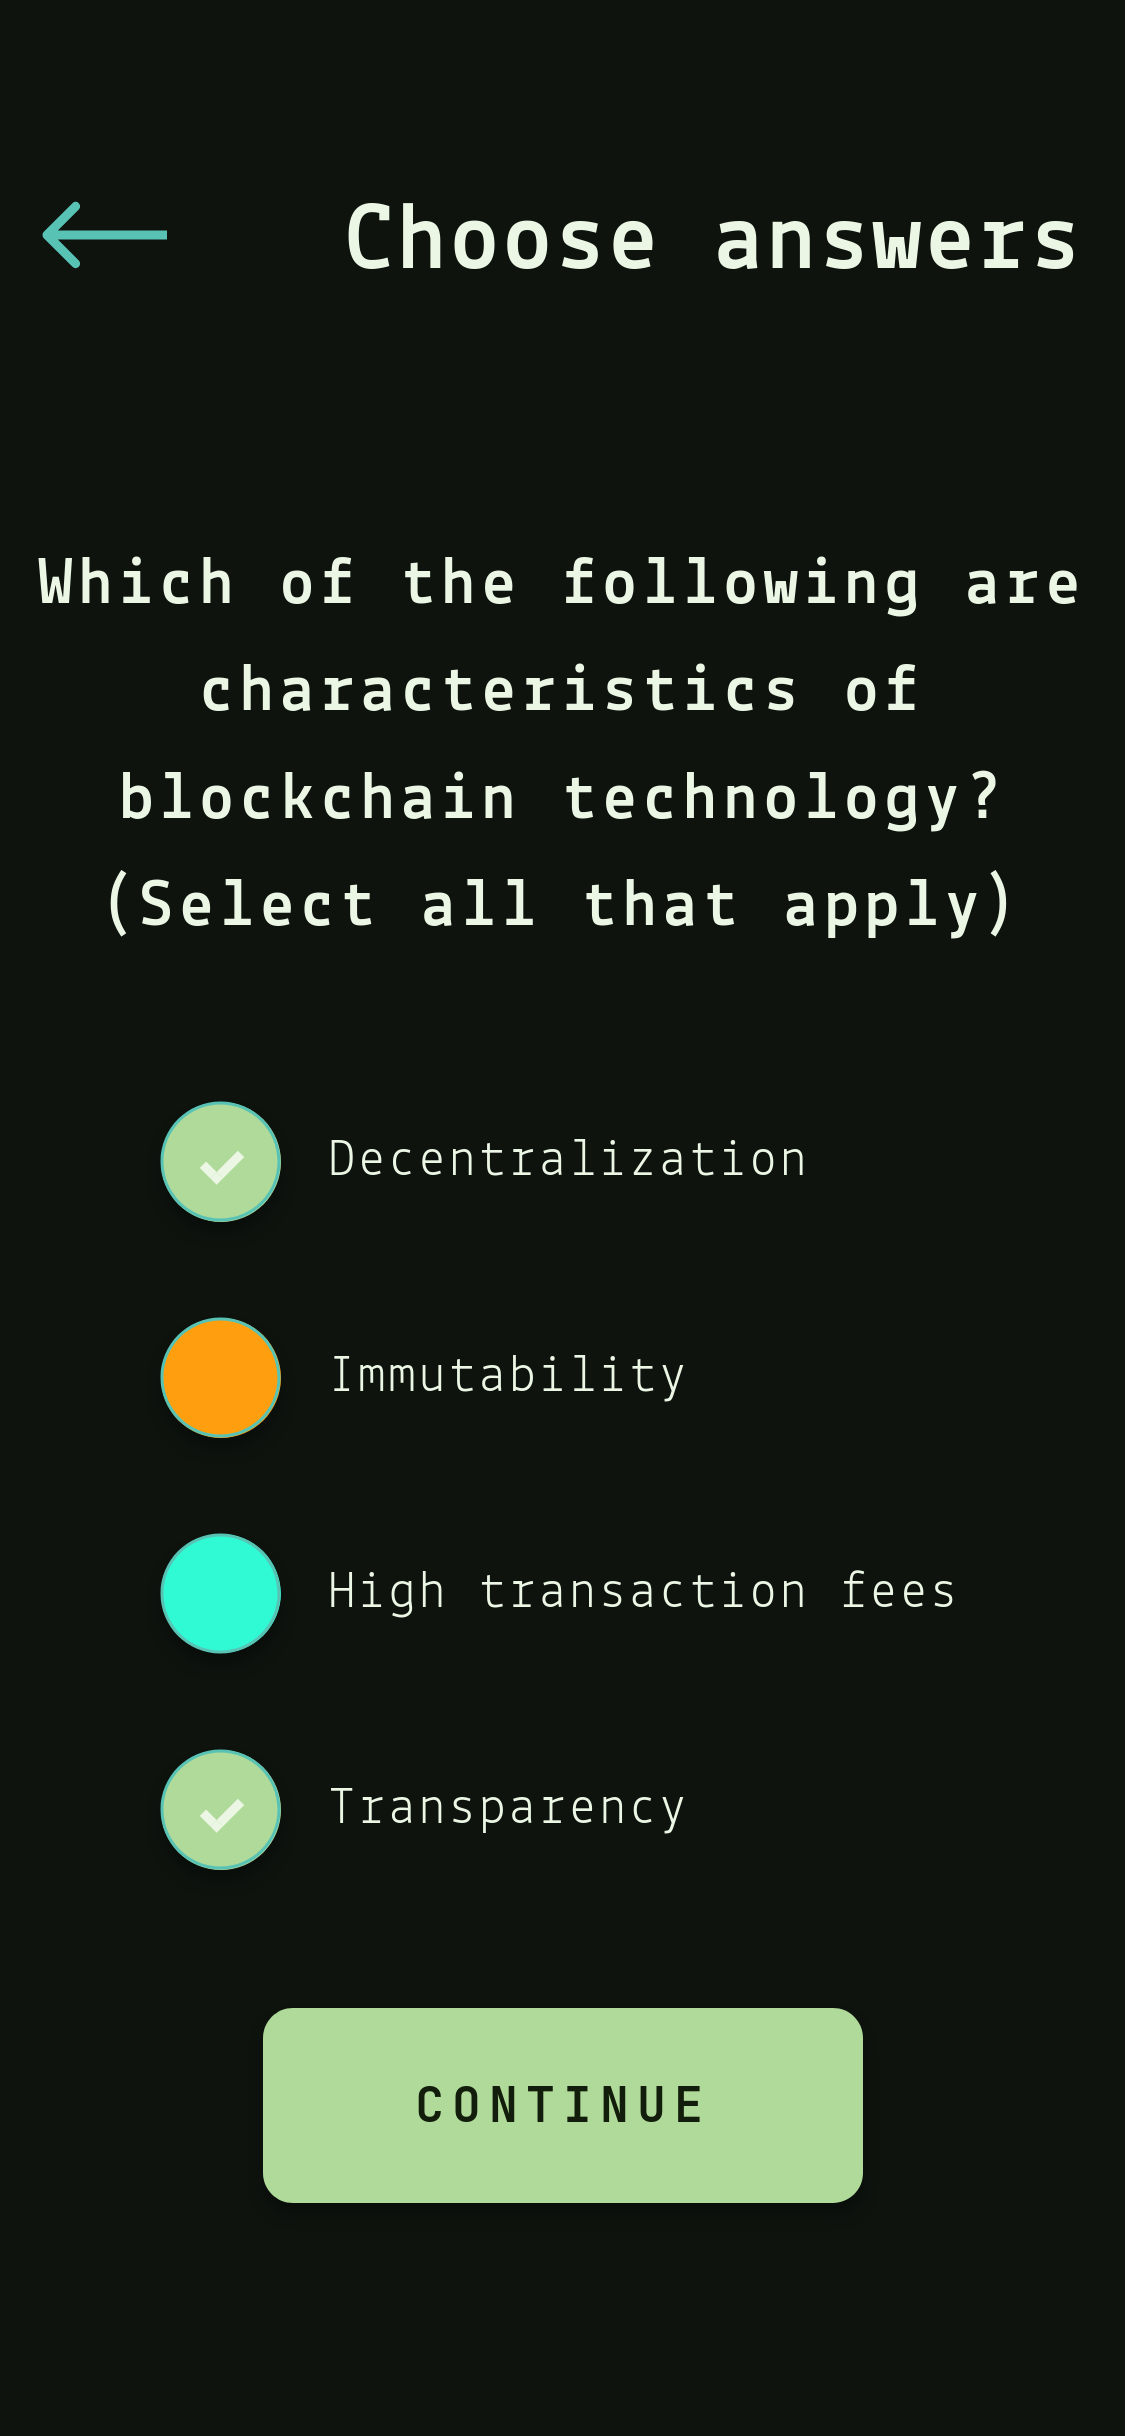 Choose answers
Which of the following are
characteristics of
blockchain technology?
(Select all that apply)
Decentralization
Immutability
High transaction fees
Transparency
CONTINUE